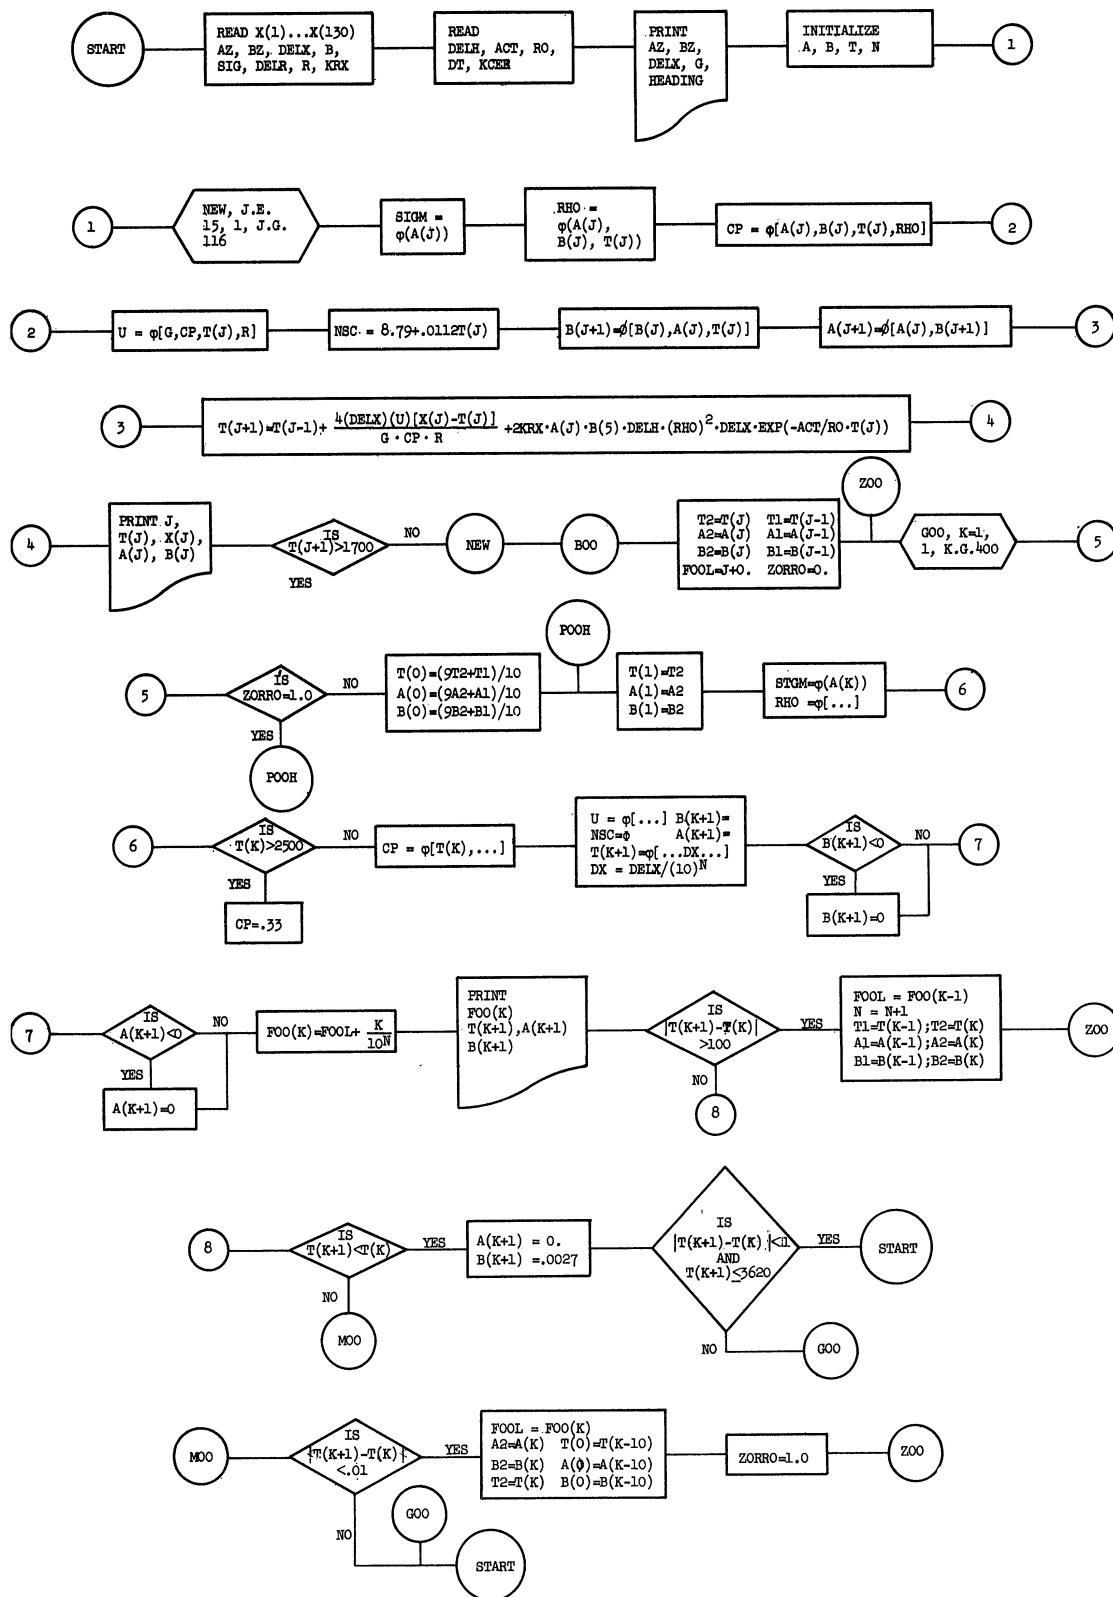 START
READ X(1)...X(130)
AZ, BZ, DELX, B,
SIG, DELR, R, KRX
READ
DELH, ACT, RO,
DT, KCEE
PRINT
AZ, BZ,
DELX, G,
HEADING
INITIALIZE
A, B, T, N
1
1
NEW, J.E.
15, 1, J.G.
116
SIGM =
φ(A(J))
RHO =
φ(A(J),
B(J), T(J))
CP = φ[A(J),B(J),T(J),RHO]
2
2
U = φ[G,CP,T(J),R]
NSC = 8.79+.0112T(J)
B(J+1)=Ø[B(J),A(J),T(J)]
A(J+1)=Ø[A(J),B(J+1)]
3
3
T(J+1)=T(J-1)+ 4(DELX)(U)[X(J)-T(J)] / G·CP·R +2KRX·A(J)·B(5)·DELH·(RHO)²·DELX·EXP(-ACT/RO·T(J))
4
4
PRINT J,
T(J), X(J),
A(J), B(J)
IS
T(J+1)>1700
NO
YES
NEW
BOO
T2=T(J) T1=T(J-1)
A2=A(J) A1=A(J-1)
B2=B(J) B1=B(J-1)
FOOL=J+0. ZORRO=0.
ZOO
GOO, K=1,
1, K.G.400
5
5
IS
ZORRO=1.0
NO
YES
POOH
T(0)=(9T2+T1)/10
A(0)=(9A2+A1)/10
B(0)=(9B2+B1)/10
POOH
T(1)=T2
A(1)=A2
B(1)=B2
STGM=φ(A(K))
RHO =φ[...]
6
6
IS
T(K)>2500
NO
YES
CP=.33
CP = φ[T(K),...]
U = φ[...] B(K+1)=
NSC=φ A(K+1)=
T(K+1)=φ[...DX...]
DX = DELX/(10)ᴺ
IS
B(K+1)<0
NO
YES
B(K+1)=0
7
7
IS
A(K+1)<0
NO
YES
A(K+1)=0
FOO(K)=FOOL+ K/10ᴺ
PRINT
FOO(K)
T(K+1),A(K+1)
B(K+1)
IS
|T(K+1)-T(K)|
>100
YES
NO
8
FOOL = FOO(K-1)
N = N+1
T1=T(K-1);T2=T(K)
A1=A(K-1);A2=A(K)
B1=B(K-1);B2=B(K)
ZOO
8
IS
T(K+1)<T(K)
YES
NO
MOO
A(K+1) = 0.
B(K+1) =.0027
IS
|T(K+1)-T(K)|<
AND
T(K+1)≤3620
YES
START
NO
GOO
MOO
IS
|T(K+1)-T(K)|
<.01
YES
NO
GOO
START
FOOL = FOO(K)
A2=A(K) T(0)=T(K-10)
B2=B(K) A(0)=A(K-10)
T2=T(K) B(0)=B(K-10)
ZORRO=1.0
ZOO